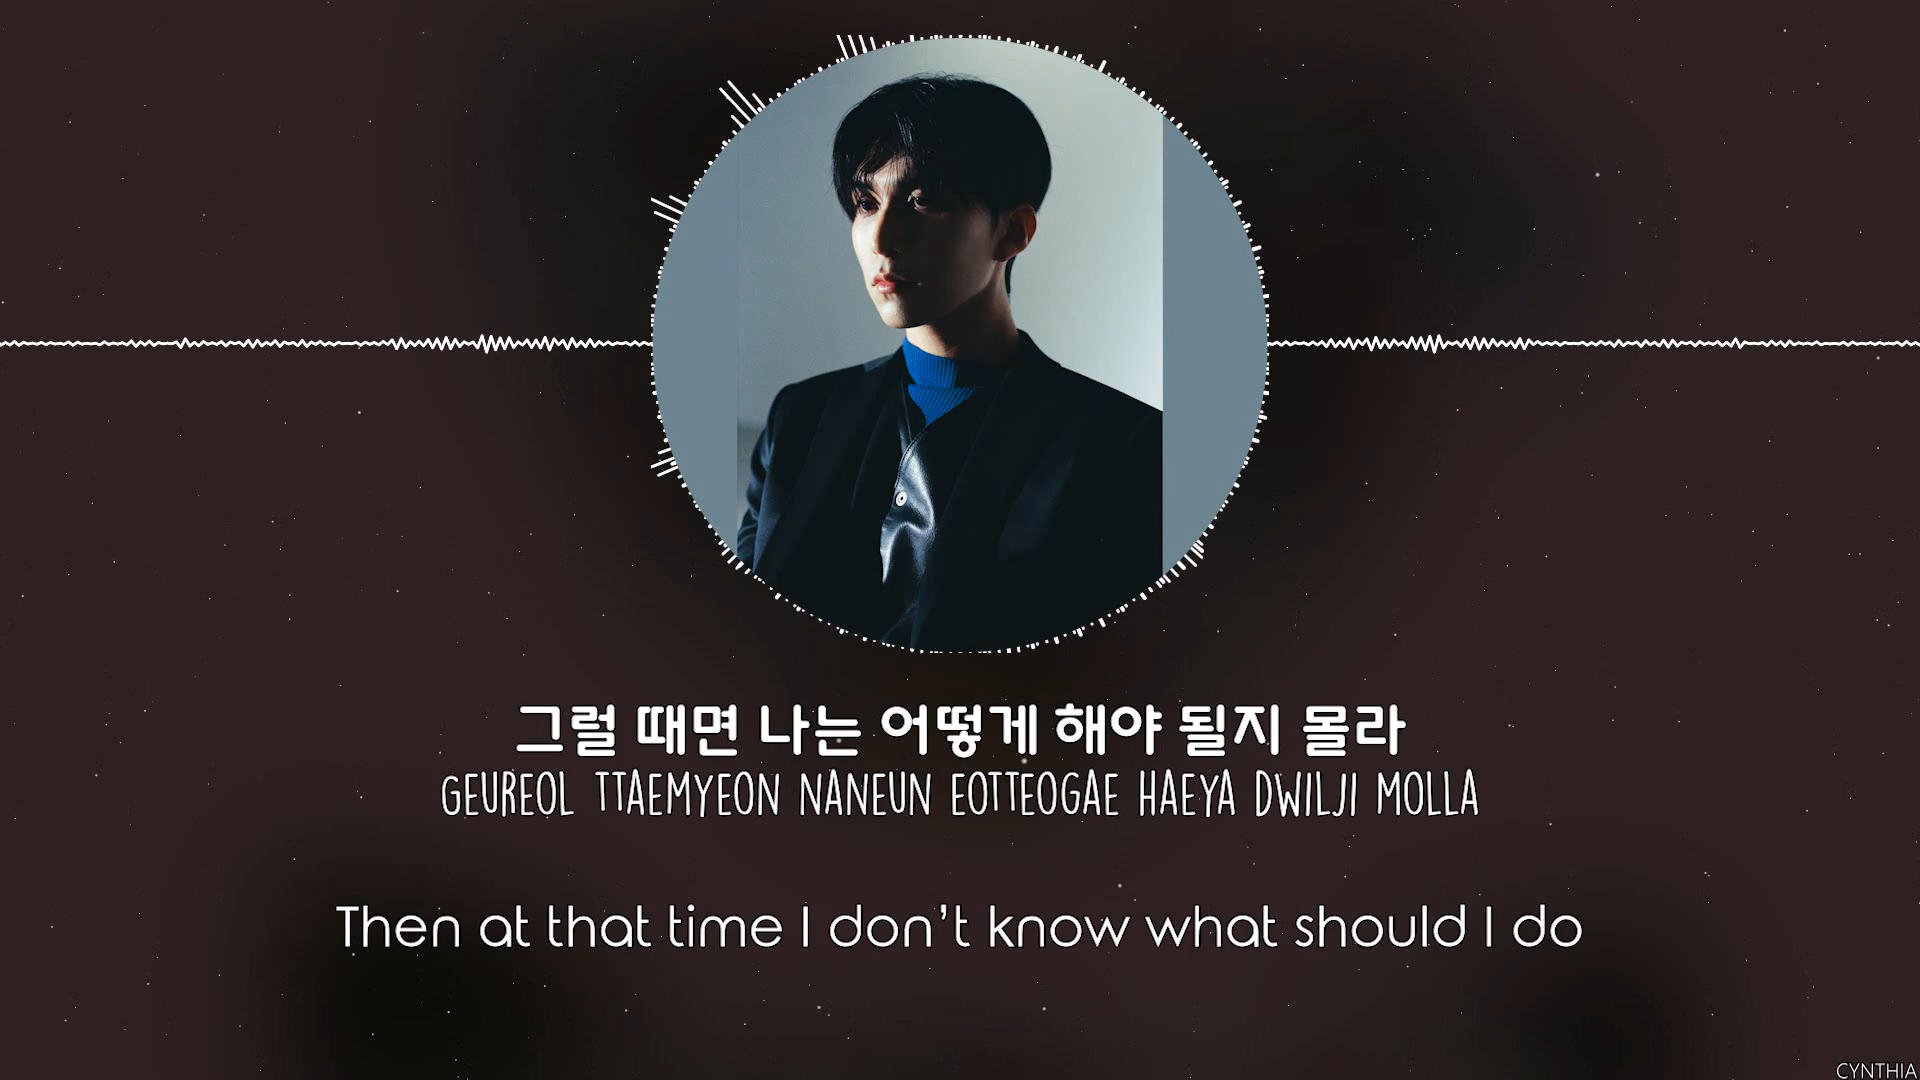 그럴 때면 나는 어떻게 해야 될지 몰라
GEUREOL TTAEMYEON NANEUN EOTTEOGAE HAEYA DWILJI MOLLA
Then at that time I don't know what should I do
CYNTHIA